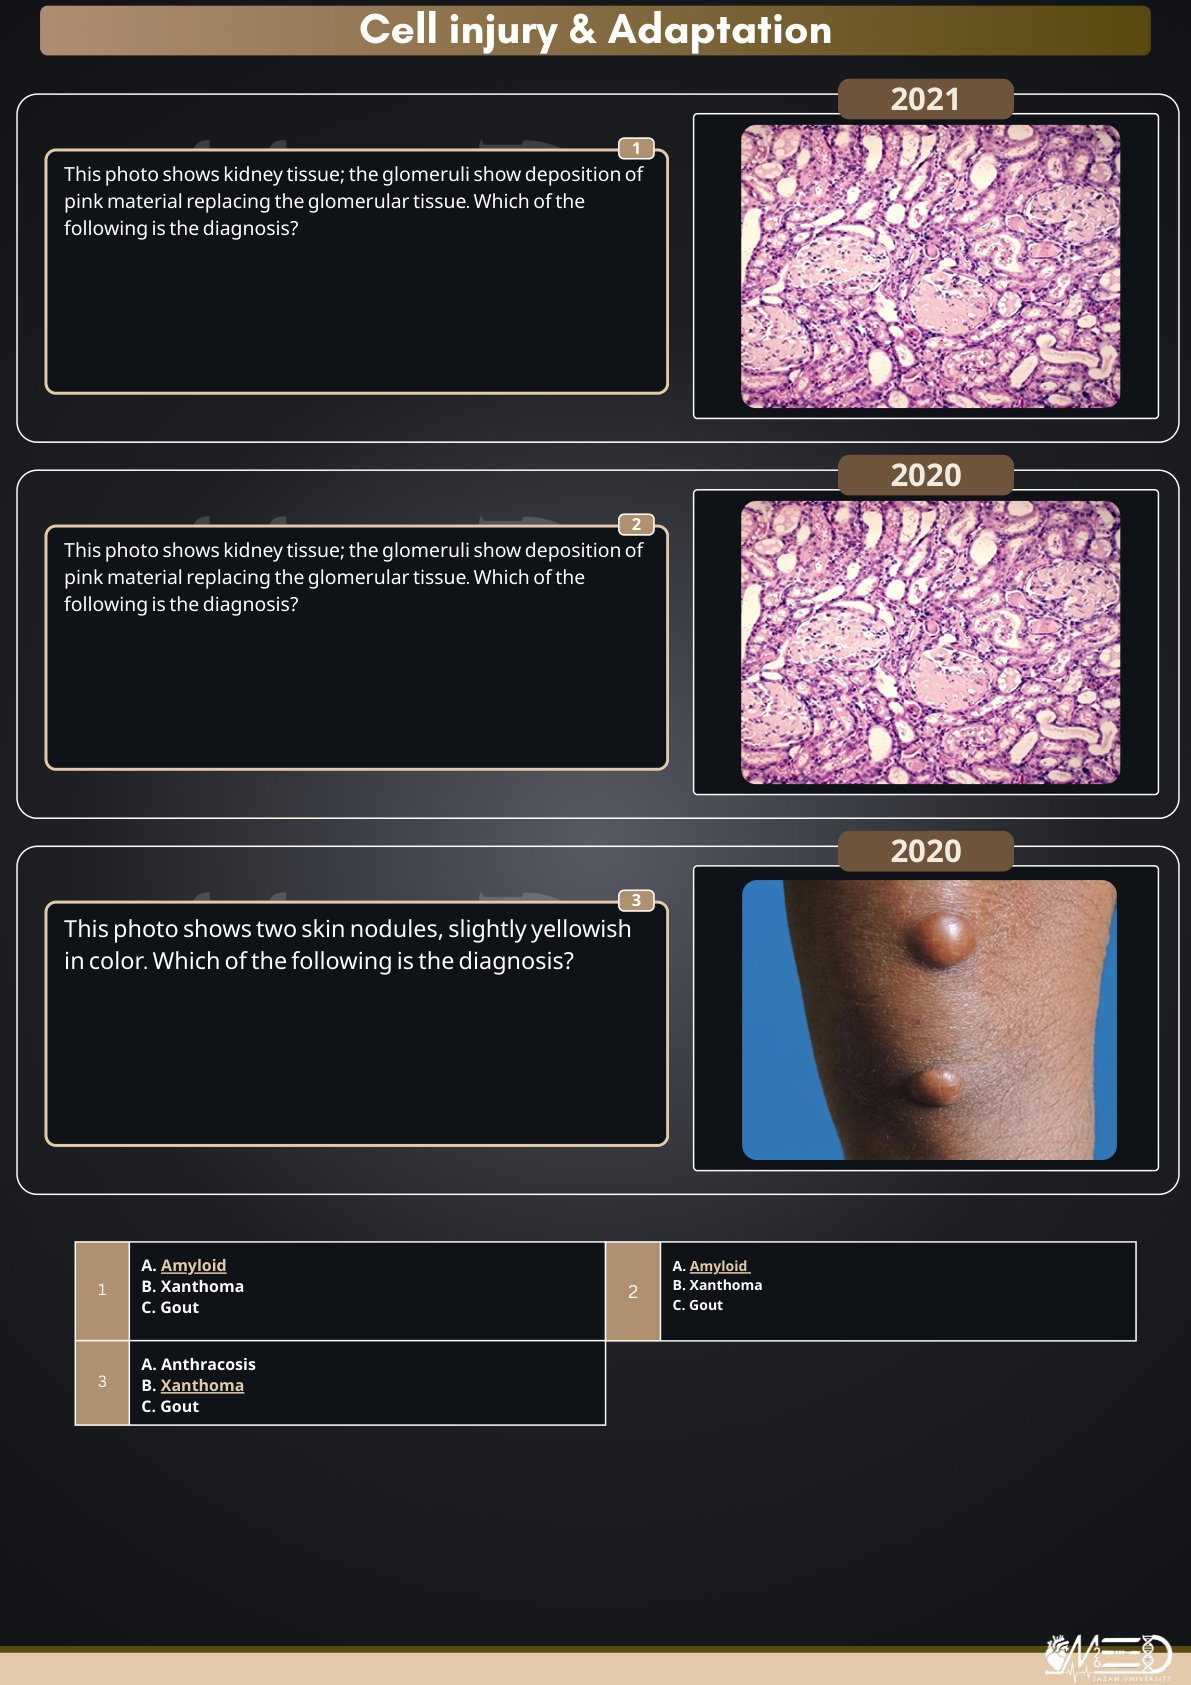 Cell injury & Adaptation
2021
1
This photo shows kidney tissue; the glomeruli show deposition of
pink material replacing the glomerular tissue. Which of the
following is the diagnosis?
2020
2
This photo shows kidney tissue; the glomeruli show deposition of
pink material replacing the glomerular tissue. Which of the
following is the diagnosis?
2020
3
This photo shows two skin nodules, slightly yellowish
in color. Which of the following is the diagnosis?
1
A. Amyloid
B. Xanthoma
C. Gout
2
A. Amyloid
B. Xanthoma
C. Gout
3
A. Anthracosis
B. Xanthoma
C. Gout
MED
JAZAN UNIVERSITY